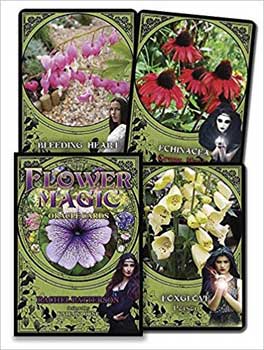 BLEEDING HEART
ECHINACEA
FLOWER
MAGIC
ORACLE CARDS
RACHEL PATTERSON
FOXGLOVE